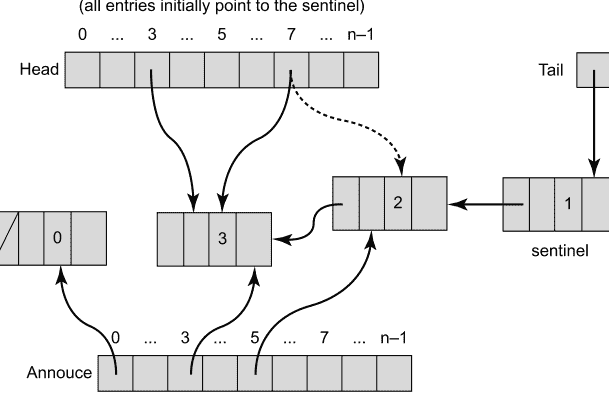 (all entries initially point to the sentinel)
0 ... 3 ... 5 ... 7 ... n–1
Head
Tail
2
1
0
3
sentinel
0 ... 3 ... 5 ... 7 ... n–1
Annouce